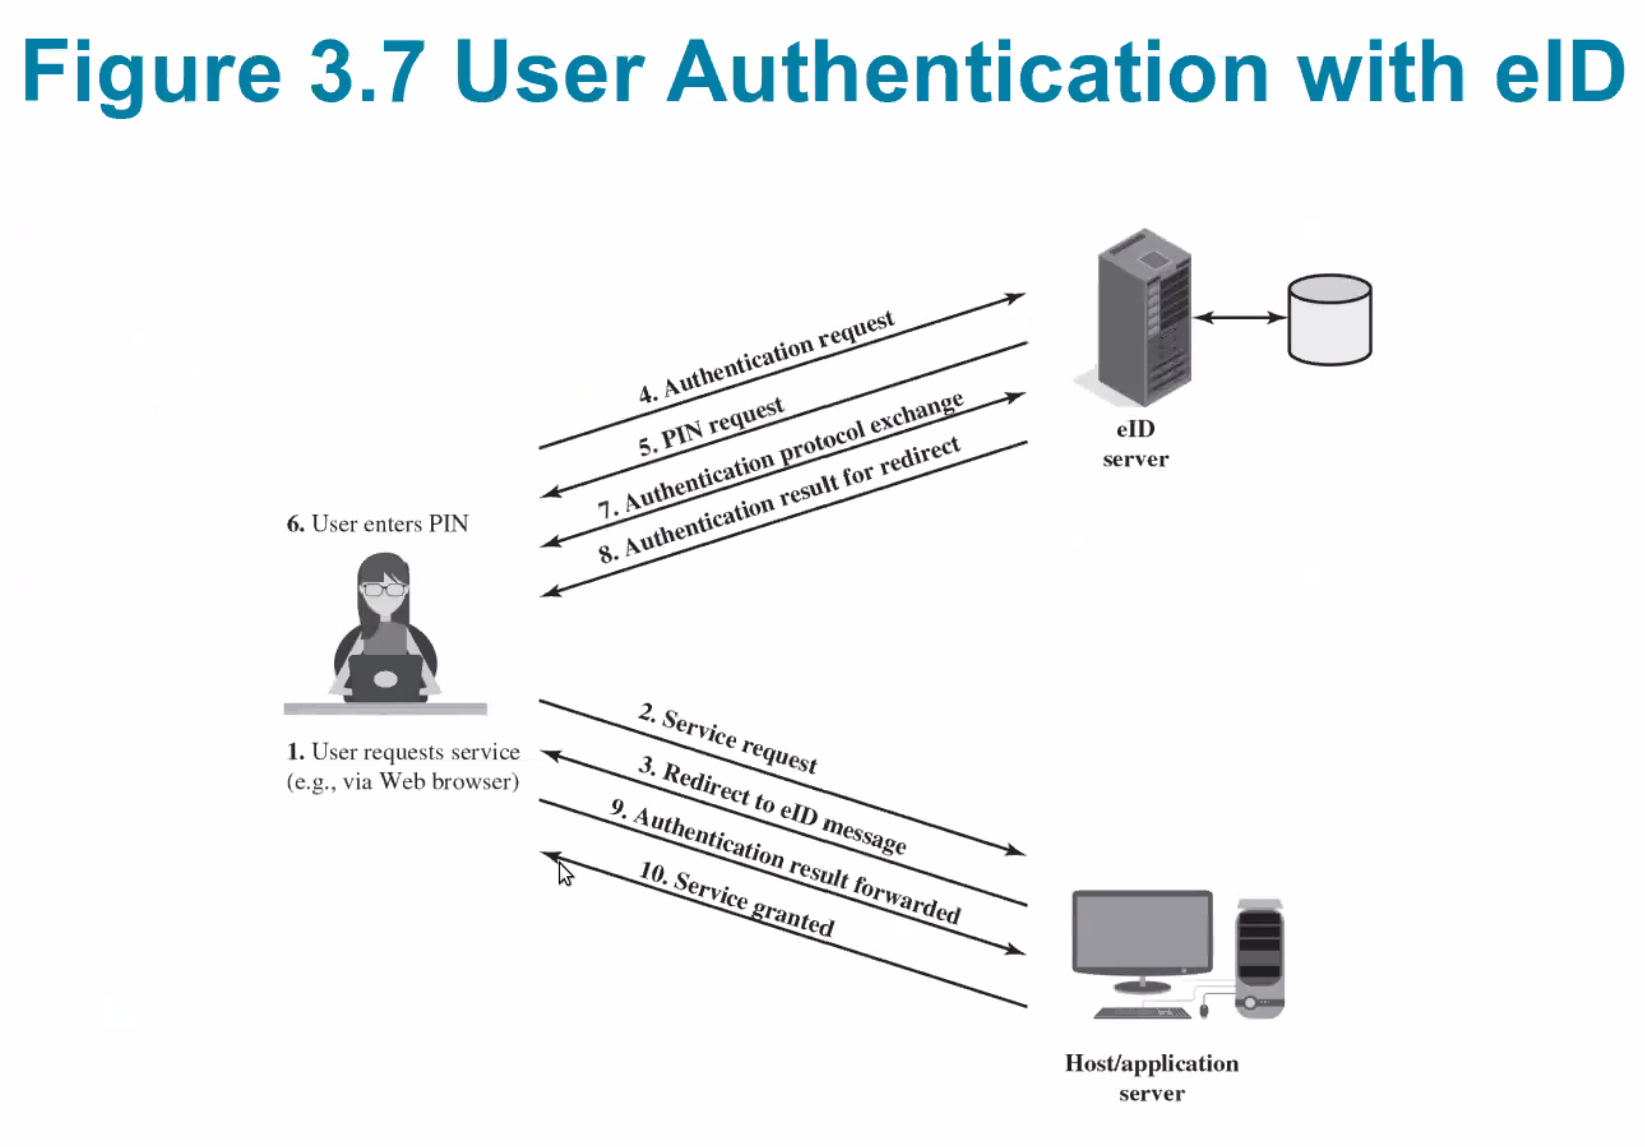 Figure 3.7 User Authentication with eID
4. Authentication request
5. PIN request
7. Authentication protocol exchange
8. Authentication result for redirect
eID
server
6. User enters PIN
1. User requests service
(e.g., via Web browser)
2. Service request
3. Redirect to eID message
9. Authentication result forwarded
10. Service granted
Host/application
server